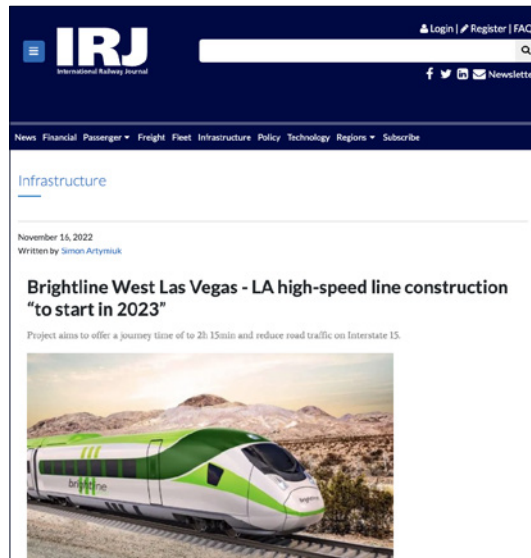 Login | Register | FAQ
IRJ
International Railway Journal
Newslette
News Financial Passenger Freight Fleet Infrastructure Policy Technology Regions Subscribe
Infrastructure
November 16, 2022
Written by Simon Artymiuk
Brightline West Las Vegas - LA high-speed line construction
“to start in 2023”
Project aims to offer a journey time of to 2h 15min and reduce road traffic on Interstate 15.
brightline
bright